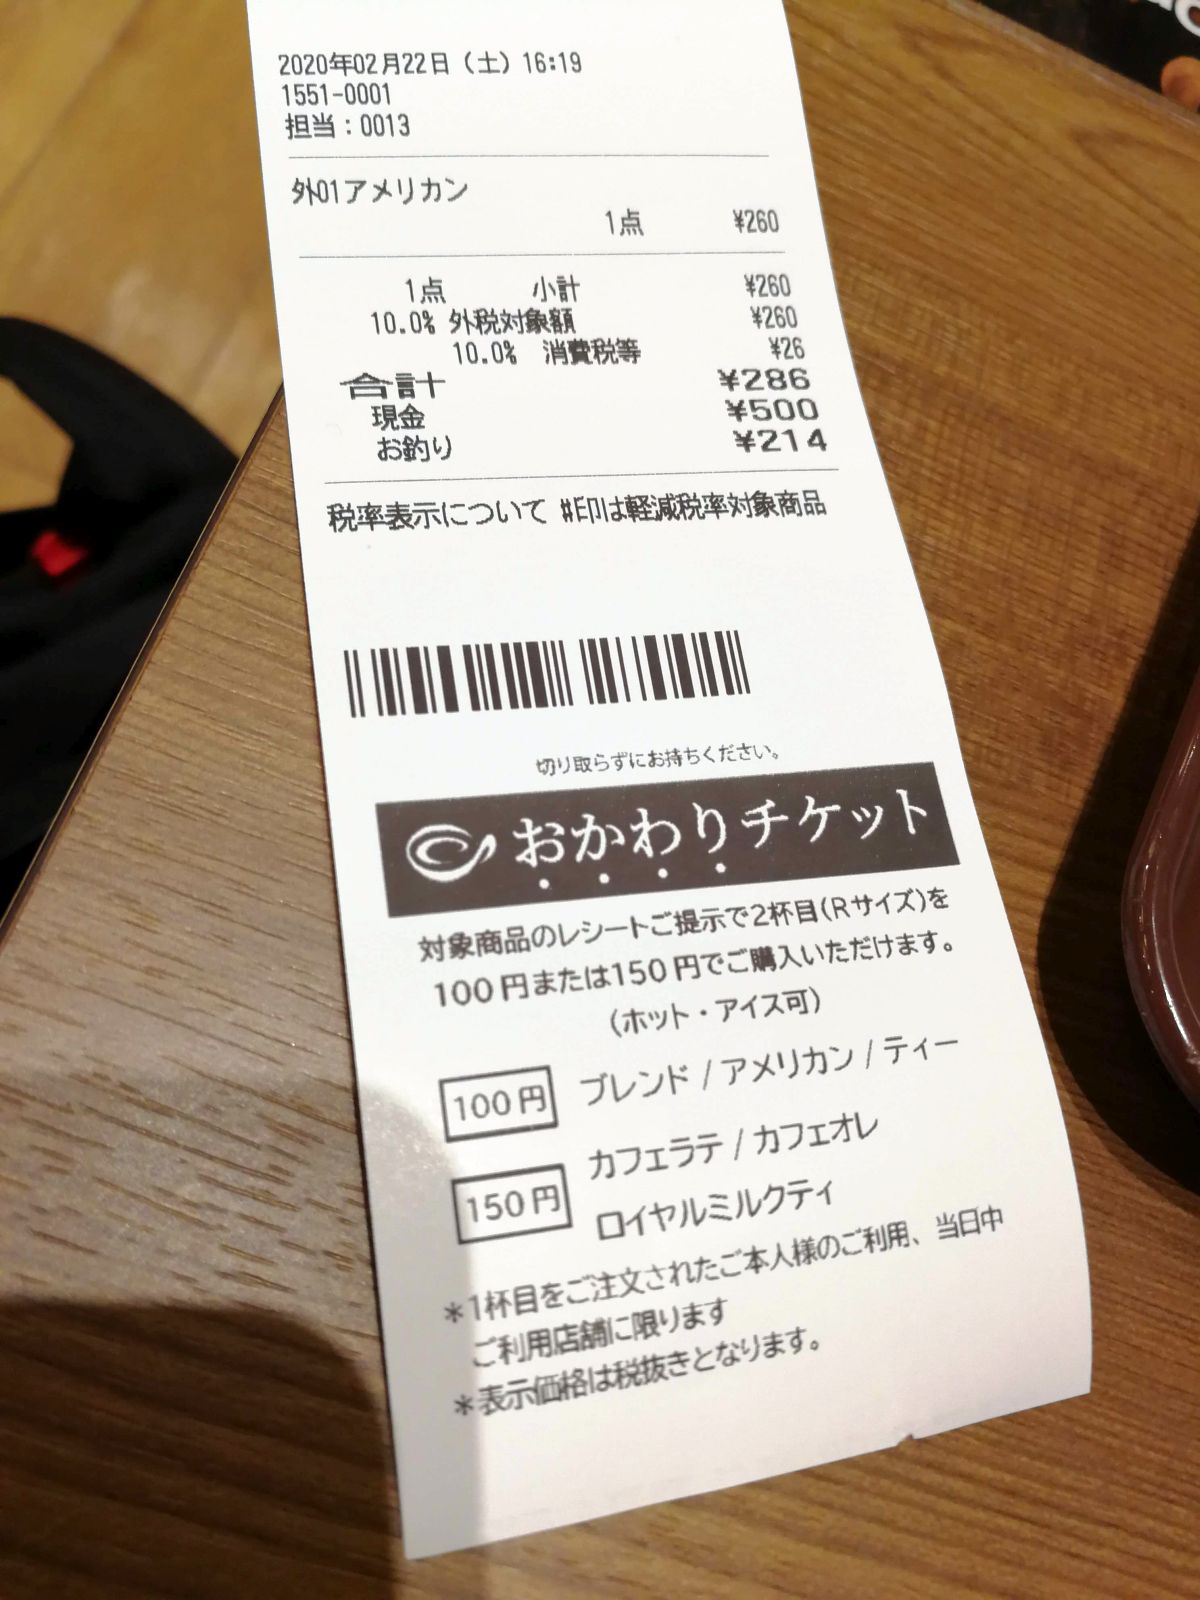 2020年02月22日（土）16:19
1551-0001
担当：0013
外01アメリカン
1点 ¥260
1点 小計 ¥260
10.0% 外税対象額 ¥260
10.0% 消費税等 ¥26
合計 ¥286
現金 ¥500
お釣り ¥214
税率表示について #印は軽減税率対象商品
切り取らずにお持ちください。
おかわりチケット
対象商品のレシートご提示で2杯目(Rサイズ)を
100円または150円でご購入いただけます。
(ホット・アイス可)
100円 ブレンド / アメリカン / ティー
150円 カフェラテ / カフェオレ
ロイヤルミルクティ
*1杯目をご注文されたご本人様のご利用、当日中
ご利用店舗に限ります
*表示価格は税抜きとなります。